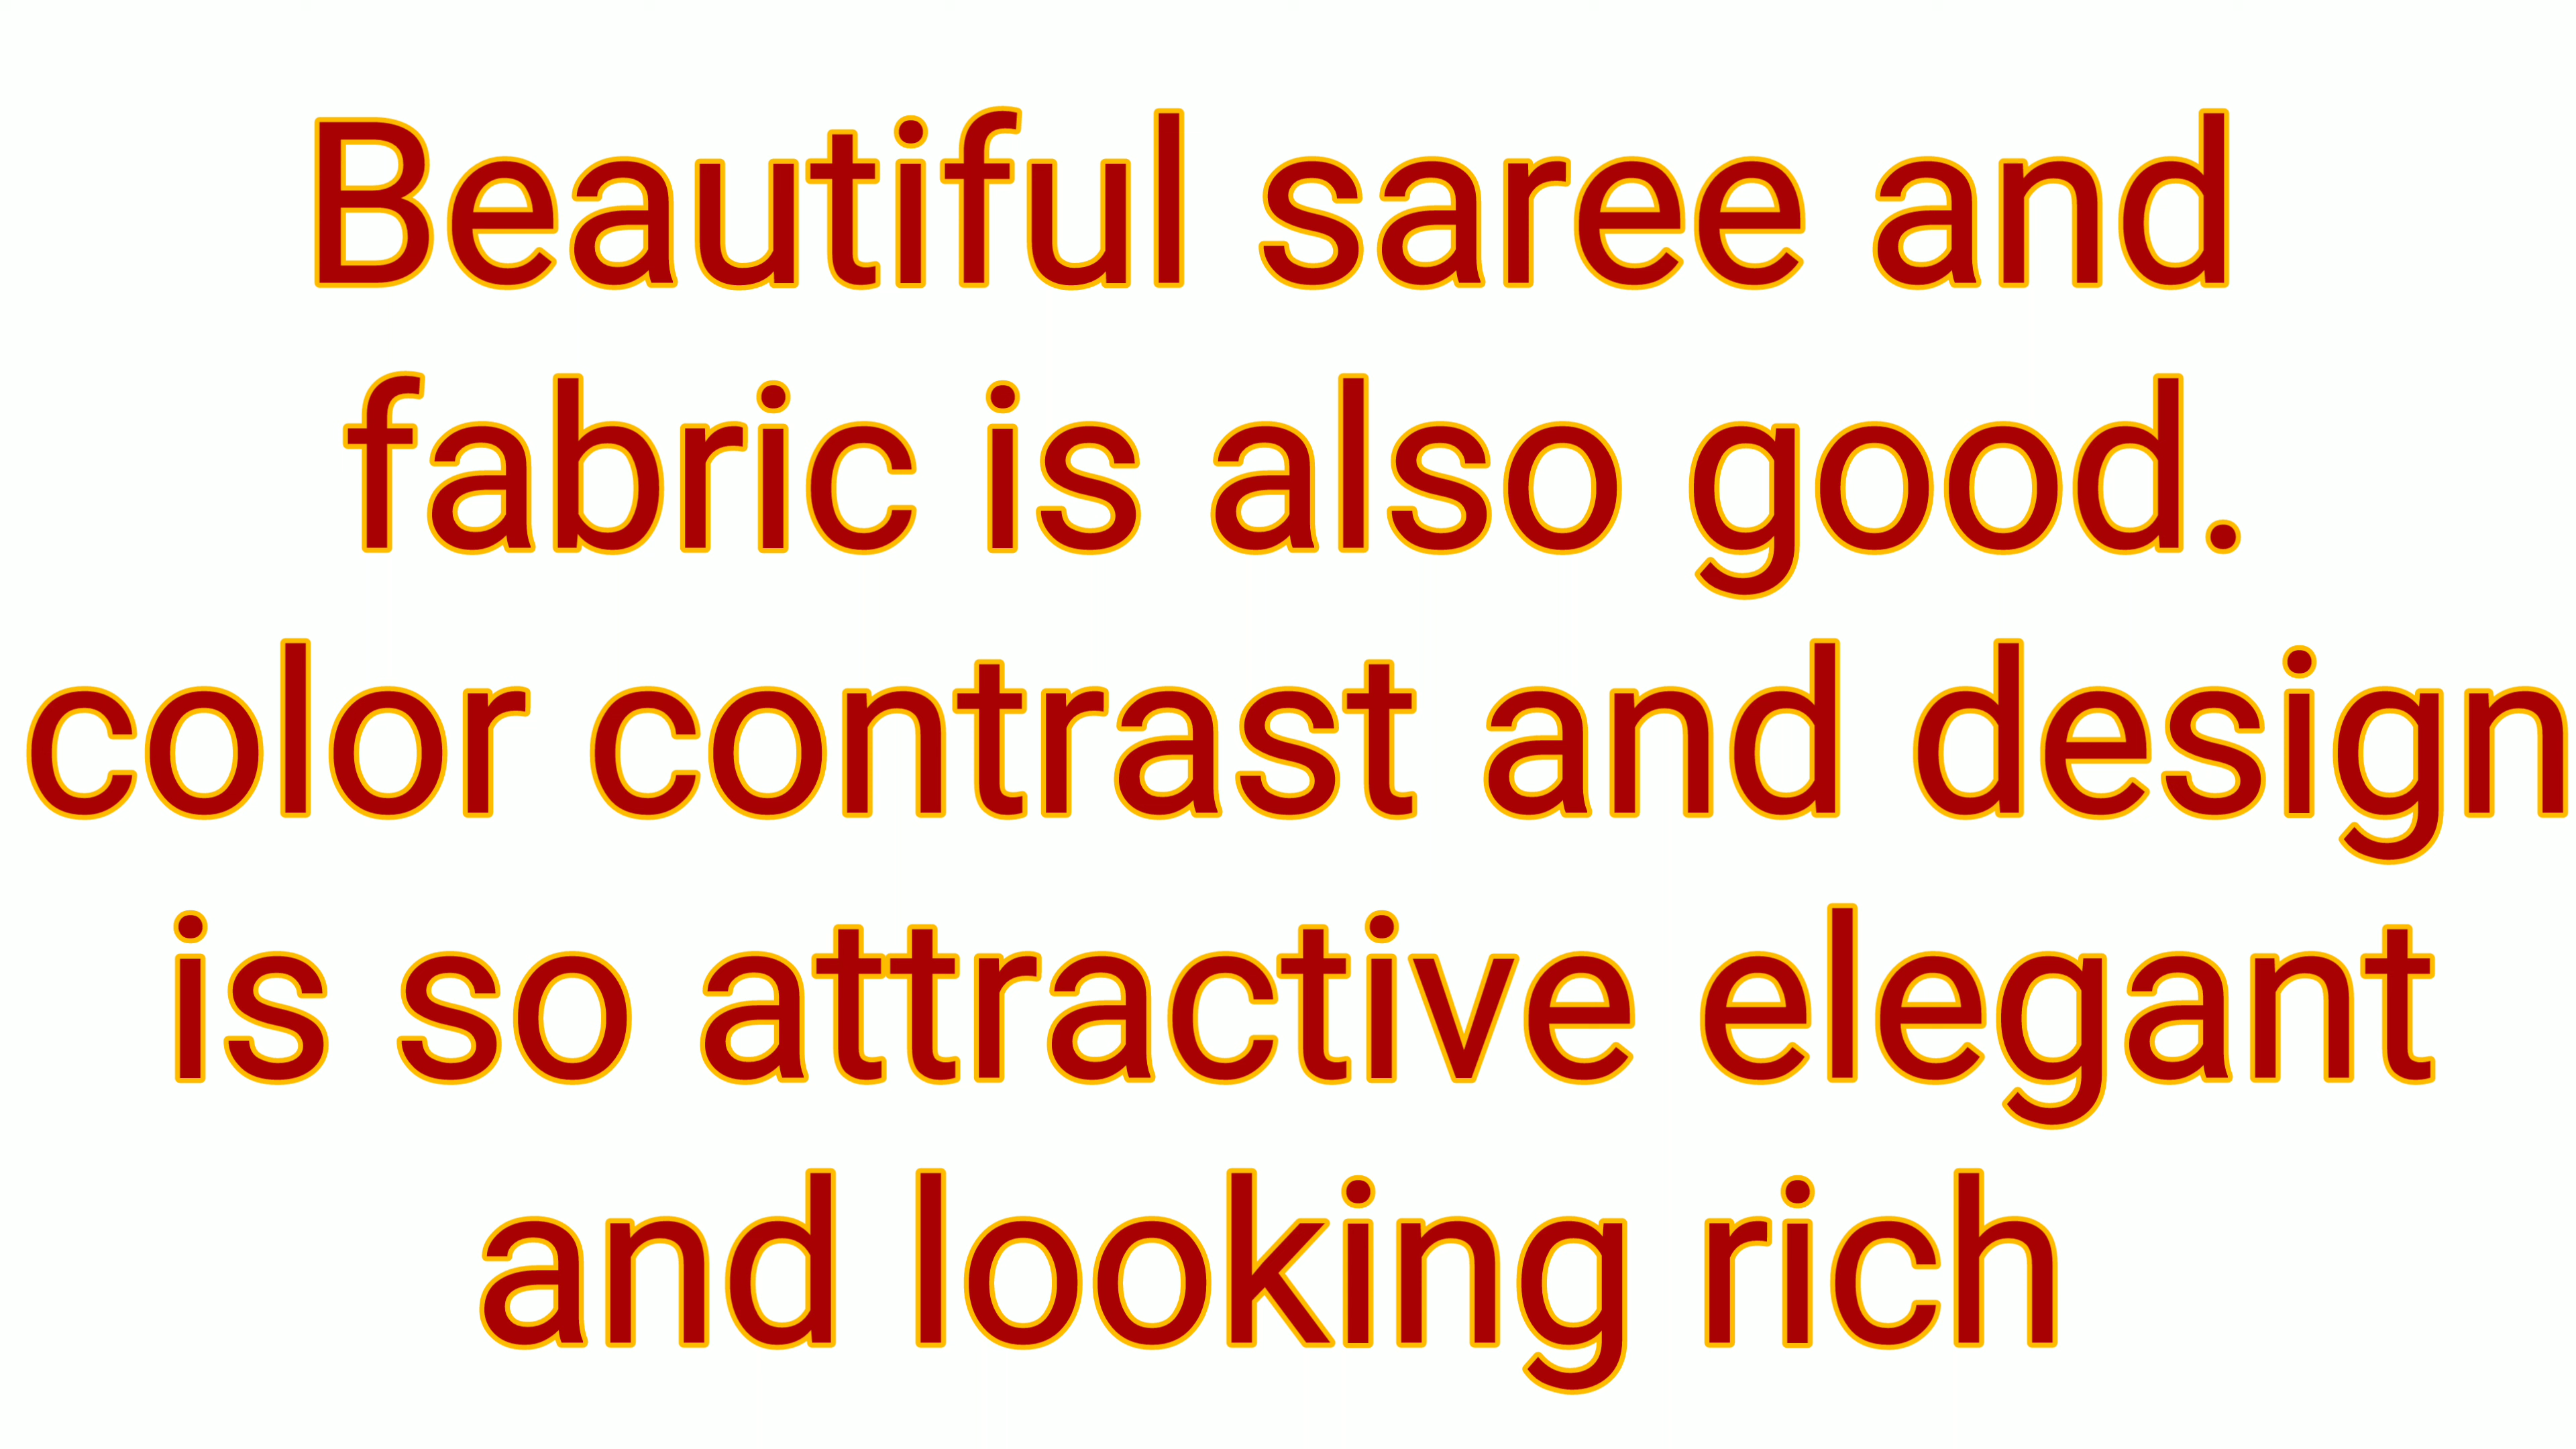 Beautiful saree and
fabric is also good.
color contrast and design
is so attractive elegant
and looking rich